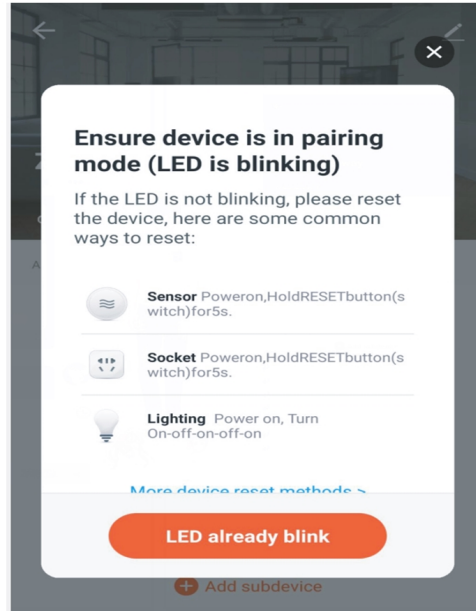 Ensure device is in pairing
mode (LED is blinking)
If the LED is not blinking, please reset
the device, here are some common
ways to reset:
Sensor Poweron,HoldRESETbutton(s
witch)for5s.
Socket Poweron,HoldRESETbutton(s
witch)for5s.
Lighting Power on, Turn
On-off-on-off-on
More device reset methods >
LED already blink
Add subdevice